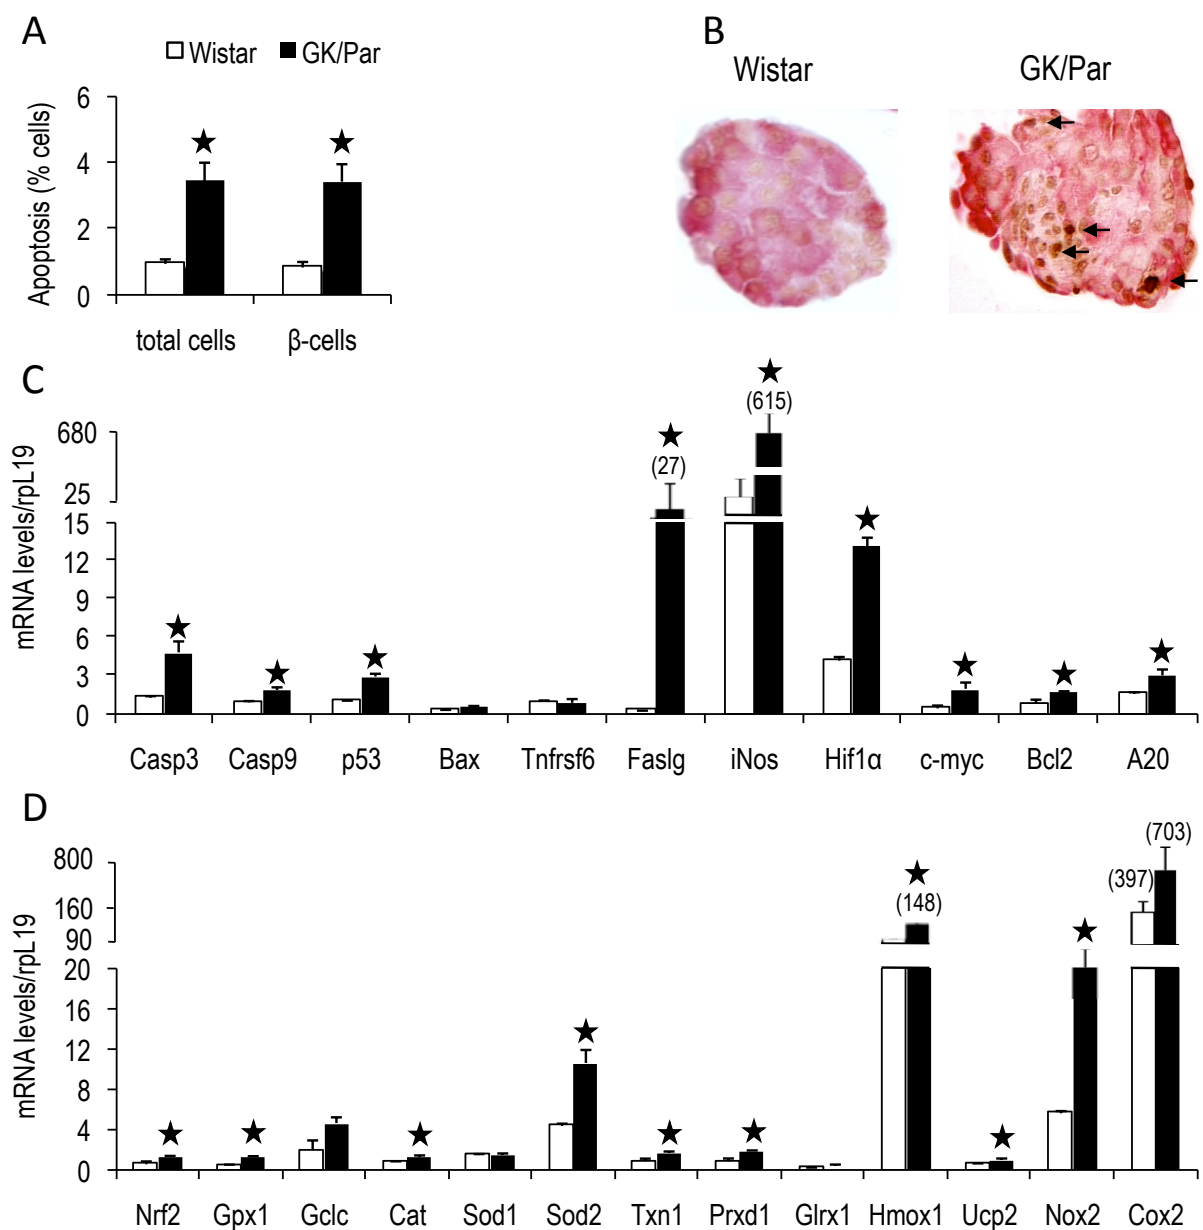 A
B
Wistar GK/Par
Wistar
GK/Par
Apoptosis (% cells)
6
4
2
0
★ ★
total cells β-cells
C
mRNA levels/rpL19
680
25
15
12
9
6
3
0
★ ★ ★ ★ ★ ★ ★ ★ ★
(27)
(615)
Casp3 Casp9 p53 Bax Tnfrsf6 Faslg iNos Hif1α c-myc Bcl2 A20
D
mRNA levels/rpL19
800
160
90
20
16
12
8
4
0
★ ★ ★ ★ ★ ★ ★ ★ ★
(148)
(397)
(703)
Nrf2 Gpx1 Gclc Cat Sod1 Sod2 Txn1 Prxd1 Glrx1 Hmox1 Ucp2 Nox2 Cox2